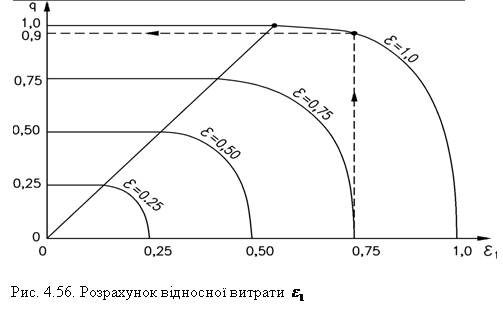 q
1,0
0,9
0,75
0,50
0,25
0
ε=1,0
ε=0,75
ε=0,50
ε=0.25
0
0,25
0,50
0,75
1,0
ε₁
Рис. 4.56. Розрахунок відносної витрати ε₁